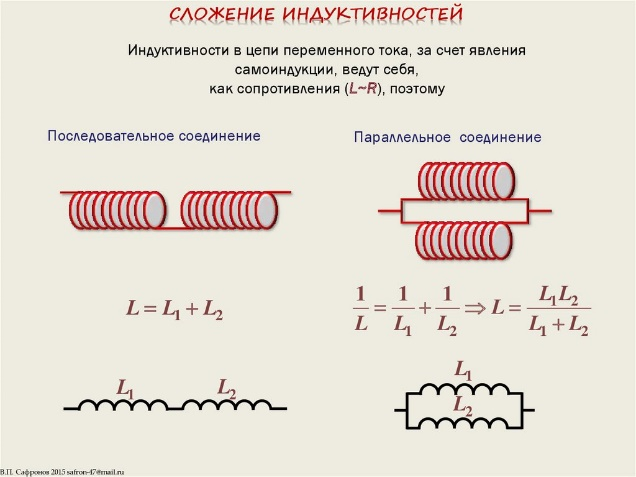 СЛОЖЕНИЕ ИНДУКТИВНОСТЕЙ
Индуктивности в цепи переменного тока, за счет явления
самоиндукции, ведут себя,
как сопротивления (L~R), поэтому
Последовательное соединение
Параллельное соединение
L = L₁ + L₂
1/L = 1/L₁ + 1/L₂ ⇒ L = L₁L₂/(L₁ + L₂)
L₁ L₂
L₁
L₂
В.П. Сафронов 2015 safron-47@mail.ru